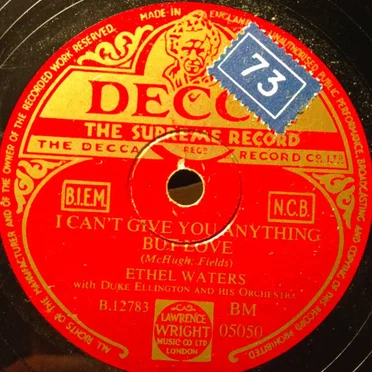 MADE IN ENGLAND
73
DECCA
THE SUPREME RECORD
THE DECCA REGD RECORD CO. LTD
B.I.E.M.
N.C.B.
I CAN'T GIVE YOU ANYTHING
BUT LOVE
(McHugh; Fields)
ETHEL WATERS
with DUKE ELLINGTON AND HIS ORCHESTRA
B.12783
BM
05050
LAWRENCE
WRIGHT
MUSIC CO LTD
LONDON
ALL RIGHTS OF THE MANUFACTURER AND OF THE OWNER OF THE RECORDED WORK RESERVED. UNAUTHORISED PUBLIC PERFORMANCE, BROADCASTING AND COPYING OF THIS RECORD PROHIBITED.